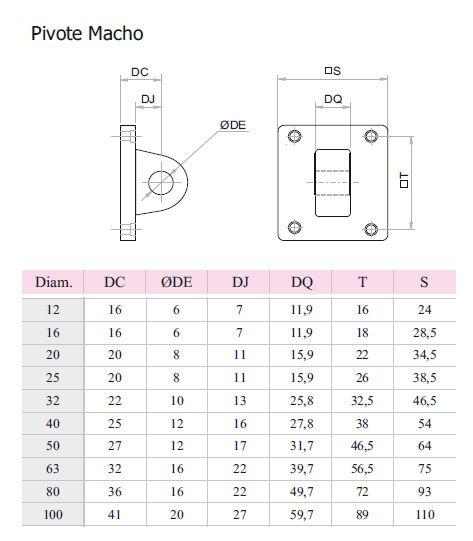 Pivote Macho
DC
□S
DJ
DQ
ØDE
□T
Diam. DC ØDE DJ DQ T S
12 16 6 7 11,9 16 24
16 16 6 7 11,9 18 28,5
20 20 8 11 15,9 22 34,5
25 20 8 11 15,9 26 38,5
32 22 10 13 25,8 32,5 46,5
40 25 12 16 27,8 38 54
50 27 12 17 31,7 46,5 64
63 32 16 22 39,7 56,5 75
80 36 16 22 49,7 72 93
100 41 20 27 59,7 89 110